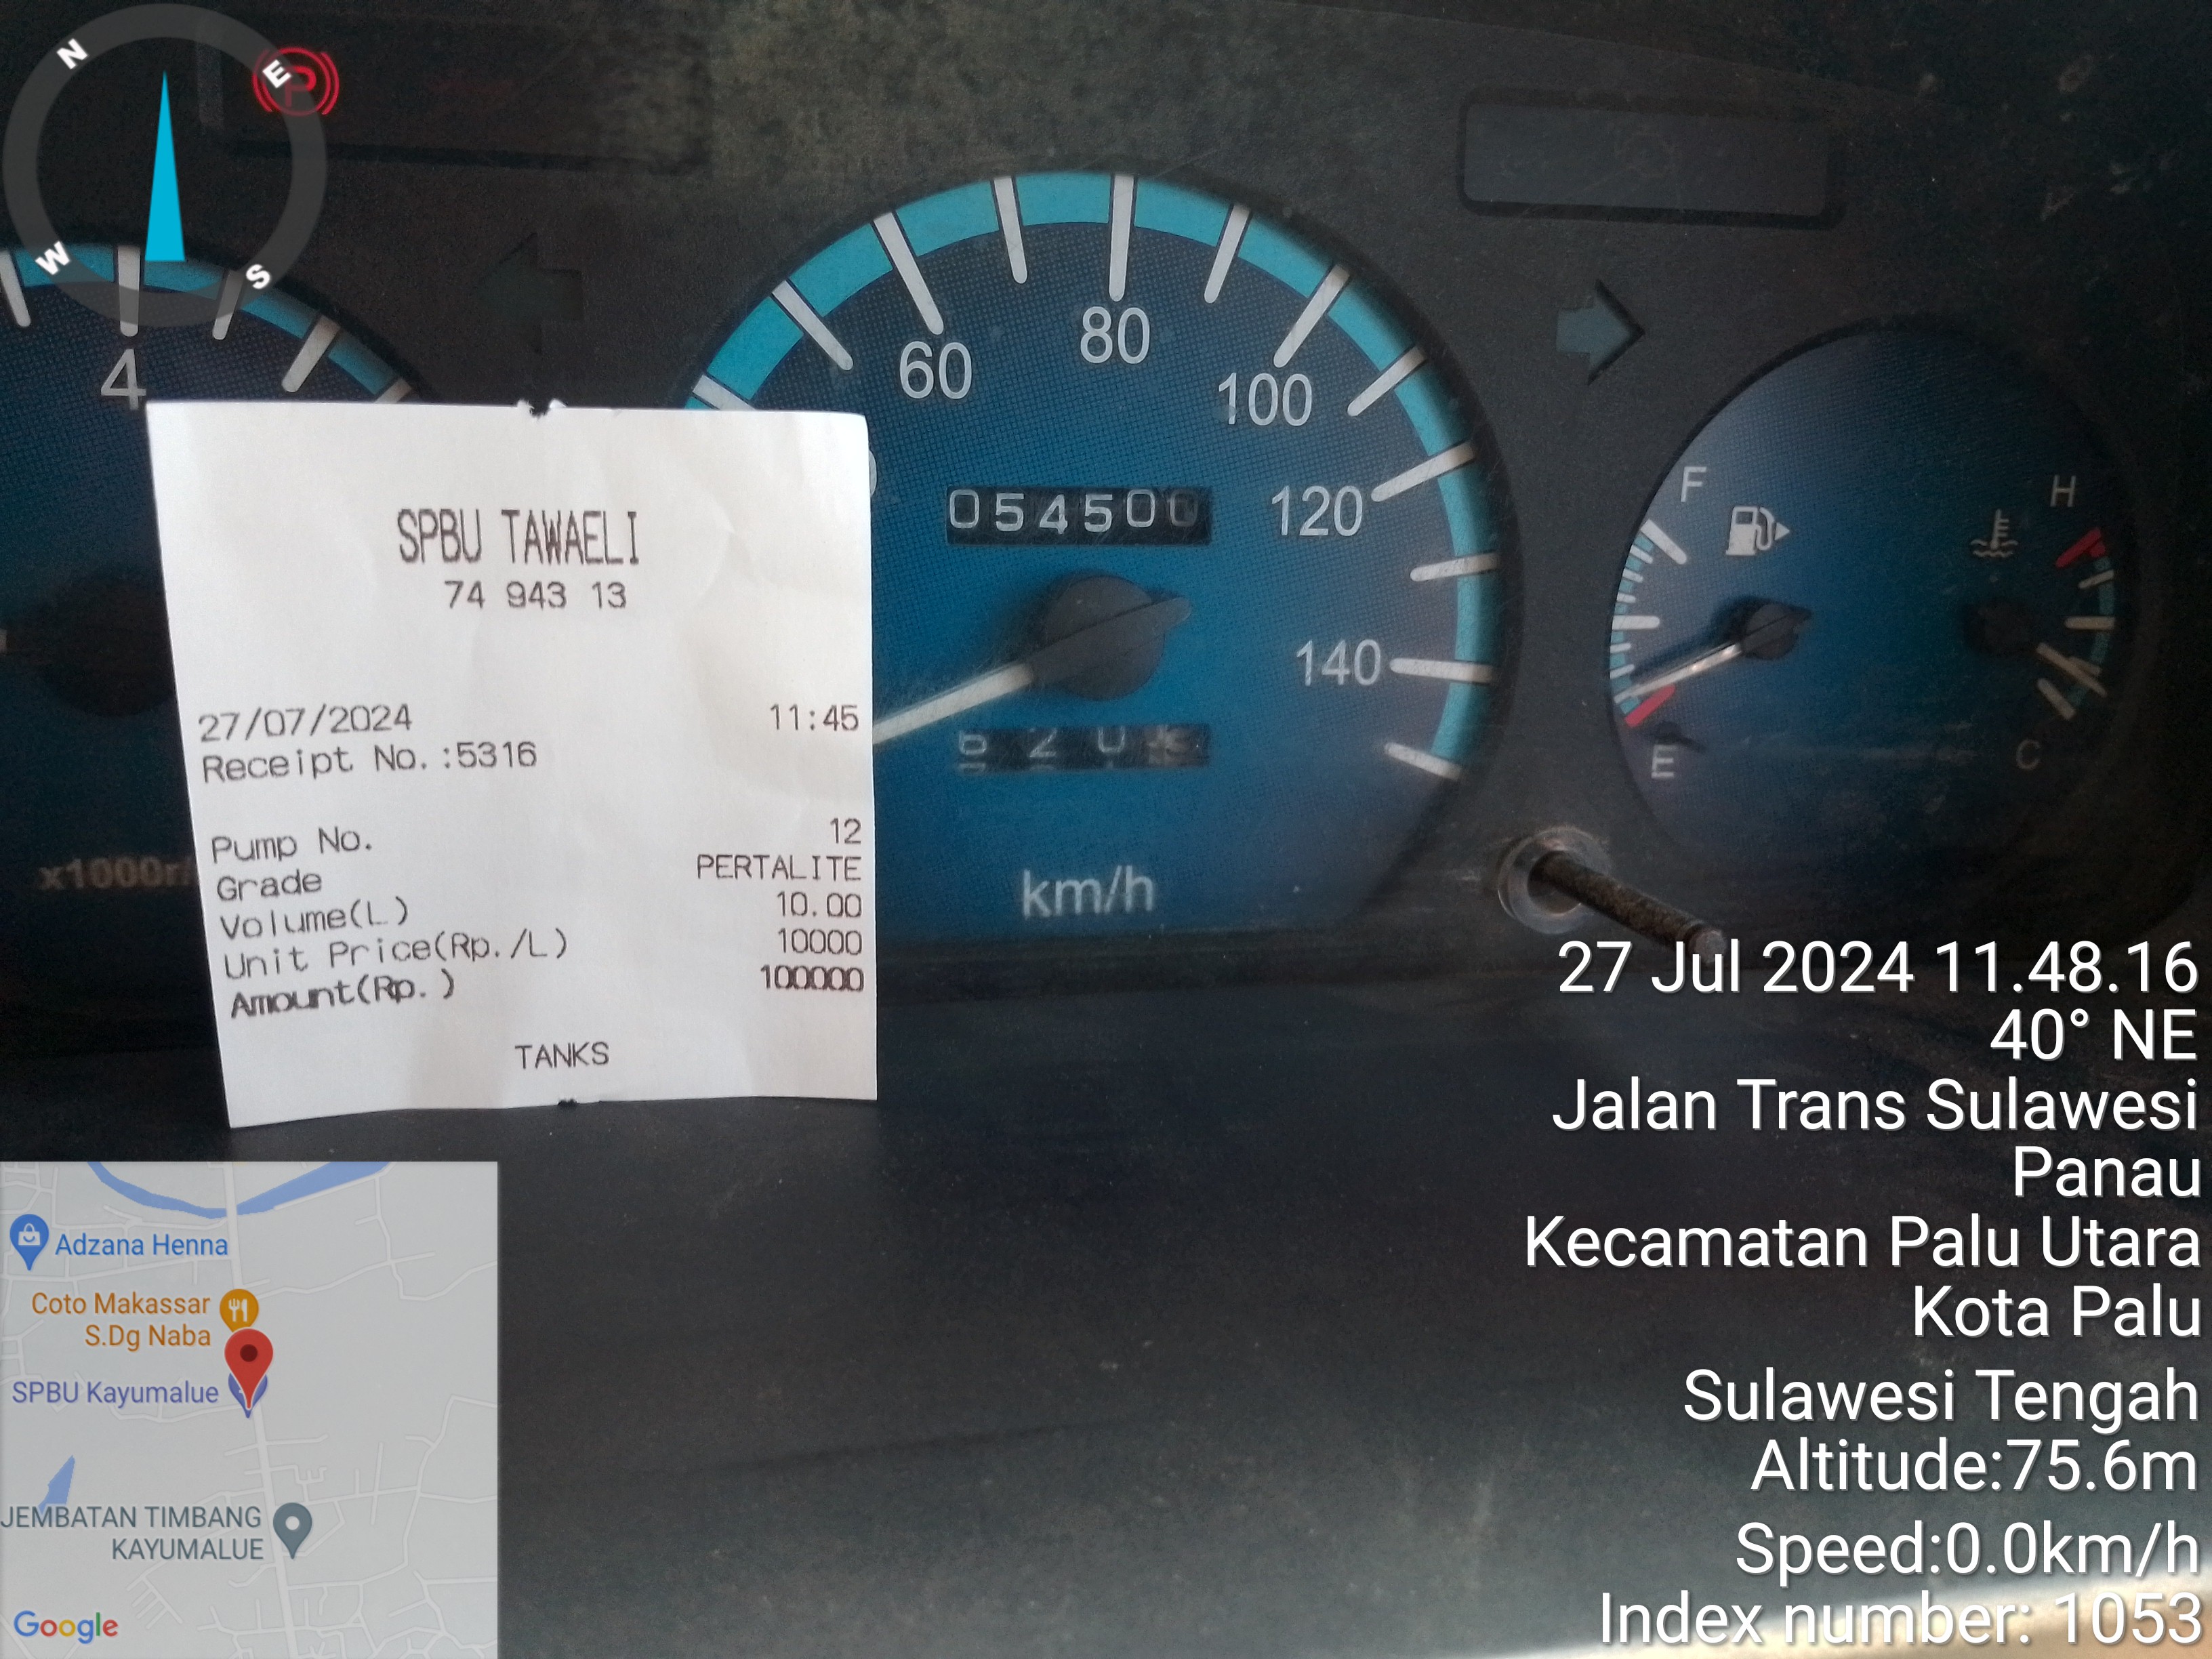 N
E
W
S
P
4
60
80
100
120
140
054500
km/h
x1000r/
F
E
H
C
SPBU TAWAELI
74 943 13
27/07/2024 11:45
Receipt No.:5316
Pump No. 12
Grade PERTALITE
Volume(L) 10.00
Unit Price(Rp./L) 10000
Amount(Rp.) 100000
TANKS
27 Jul 2024 11.48.16
40° NE
Jalan Trans Sulawesi
Panau
Kecamatan Palu Utara
Kota Palu
Sulawesi Tengah
Altitude:75.6m
Speed:0.0km/h
Index number: 1053
Adzana Henna
Coto Makassar
S.Dg Naba
SPBU Kayumalue
JEMBATAN TIMBANG
KAYUMALUE
Google